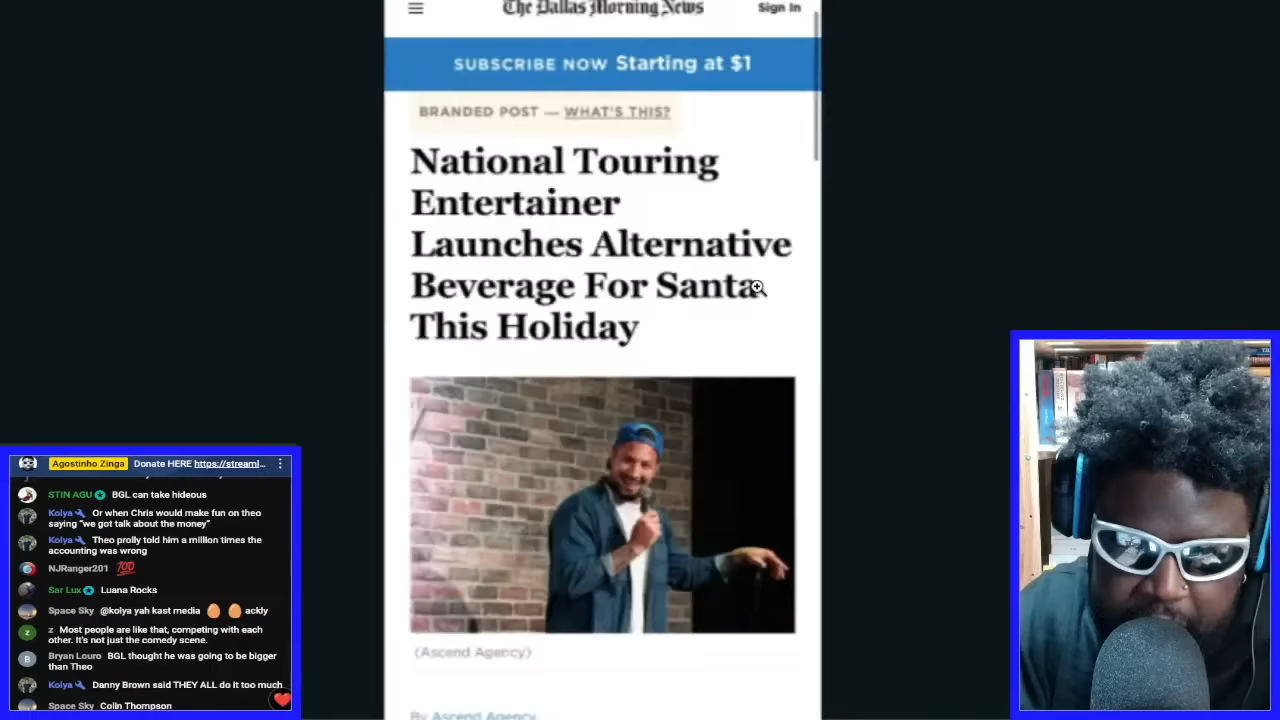 The Dallas Morning News
Sign In
SUBSCRIBE NOW Starting at $1
BRANDED POST — WHAT'S THIS?
National Touring
Entertainer
Launches Alternative
Beverage For Santa
This Holiday
(Ascend Agency)
By Ascend Agency
Agostinho Zinga Donate HERE https://streaml...
STIN AGU BGL can take hideous
Kolya Or when Chris would make fun on theo
saying “we got talk about the money”
Kolya Theo prolly told him a million times the
accounting was wrong
NJRanger201 💯
Sar Lux Luana Rocks
Space Sky @kolya yah kast media 🥚 🥚 ackly
z Most people are like that, competing with each
other. It's not just the comedy scene.
Bryan Louro BGL thought he was going to be bigger
than Theo
Kolya Danny Brown said THEY ALL do it too much
Space Sky Colin Thompson